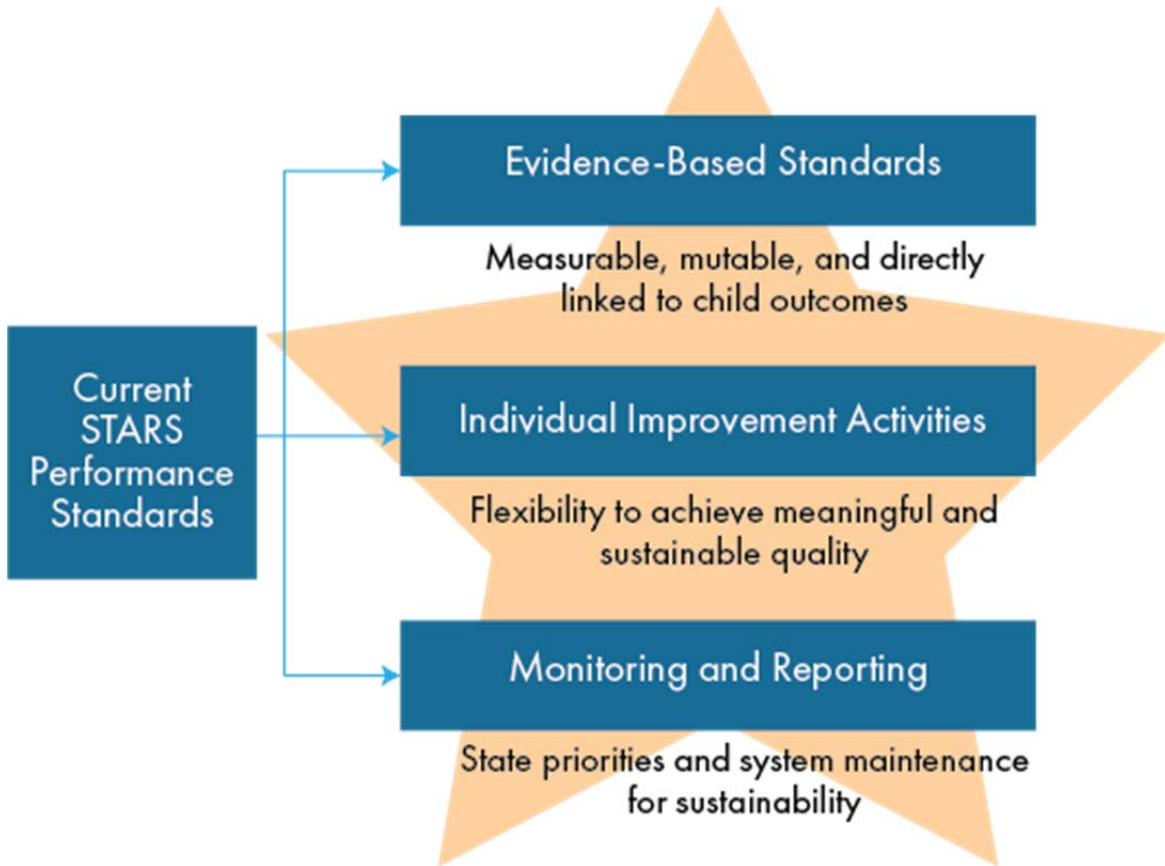 Evidence-Based Standards
Measurable, mutable, and directly
linked to child outcomes
Current
STARS
Performance
Standards
Individual Improvement Activities
Flexibility to achieve meaningful and
sustainable quality
Monitoring and Reporting
State priorities and system maintenance
for sustainability